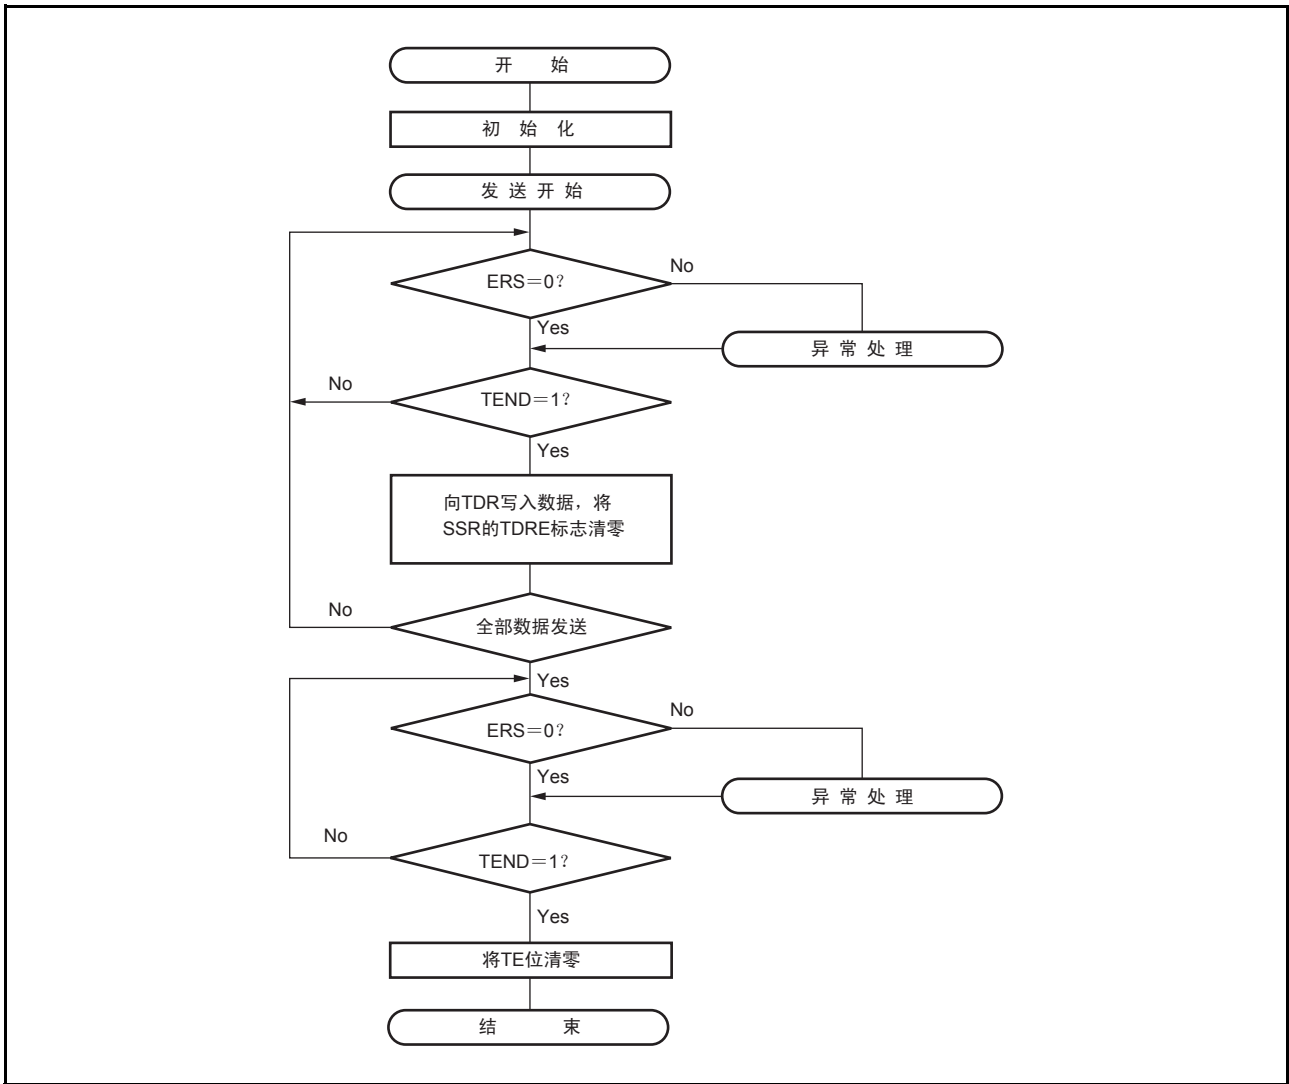 开 始
初 始 化
发 送 开 始
ERS＝0？
No
Yes
异 常 处 理
No
TEND＝1？
Yes
向TDR写入数据，将
SSR的TDRE标志清零
No
全部数据发送
Yes
ERS＝0？
No
Yes
异 常 处 理
No
TEND＝1？
Yes
将TE位清零
结 束